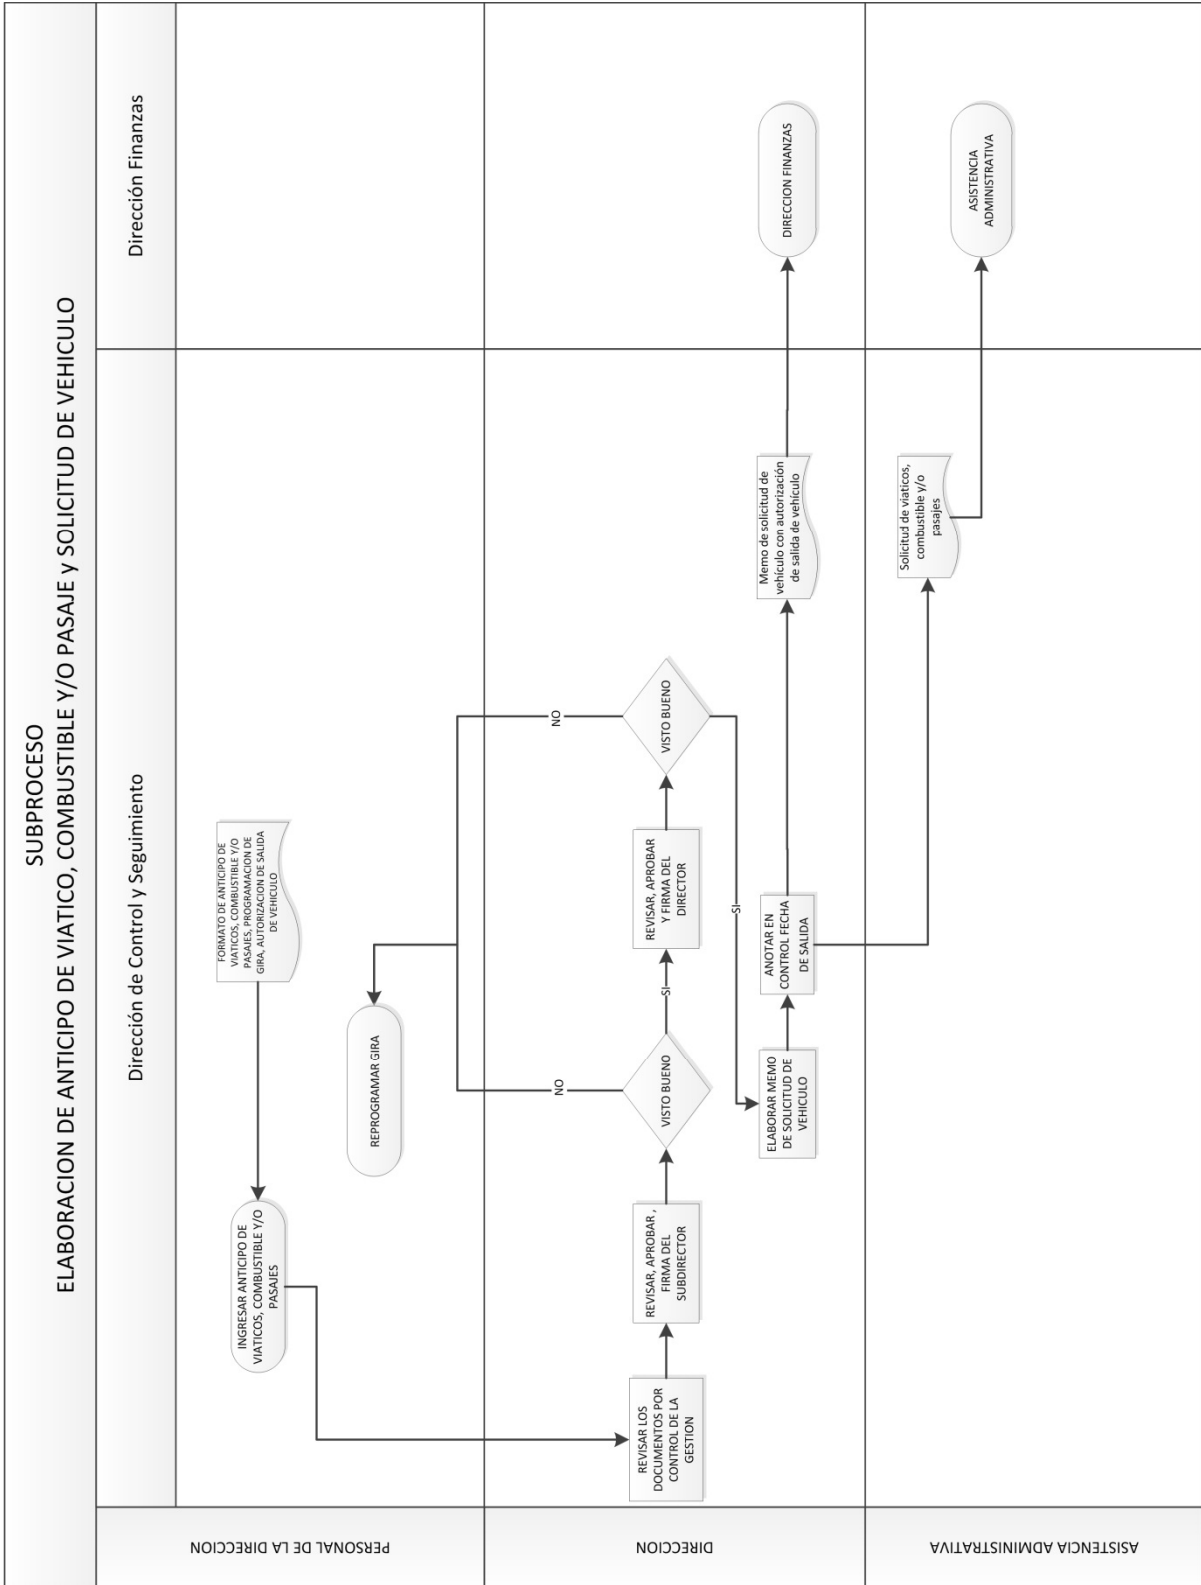 SUBPROCESO
ELABORACION DE ANTICIPO DE VIATICO, COMBUSTIBLE Y/O PASAJE y SOLICITUD DE VEHICULO
Dirección de Control y Seguimiento
Dirección Finanzas
PERSONAL DE LA DIRECCION
INGRESAR ANTICIPO DE
VIATICOS, COMBUSTIBLE Y/O
PASAJES
FORMATO DE ANTICIPO DE
VIATICOS, COMBUSTIBLE Y/O
PASAJES, PROGRAMACION DE
GIRA, AUTORIZACION DE SALIDA
DE VEHICULO
REPROGRAMAR GIRA
DIRECCION
NO
NO
REVISAR LOS
DOCUMENTOS POR
CONTROL DE LA
GESTION
REVISAR, APROBAR ,
FIRMA DEL
SUBDIRECTOR
VISTO BUENO
SI
REVISAR, APROBAR
Y FIRMA DEL
DIRECTOR
VISTO BUENO
SI
ELABORAR MEMO
DE SOLICITUD DE
VEHICULO
ANOTAR EN
CONTROL FECHA
DE SALIDA
Memo de solicitud de
vehículo con autorización
de salida de vehículo
DIRECCION FINANZAS
ASISTENCIA ADMINISTRATIVA
Solicitud de viaticos,
combustible y/o
pasajes
ASISTENCIA
ADMINISTRATIVA